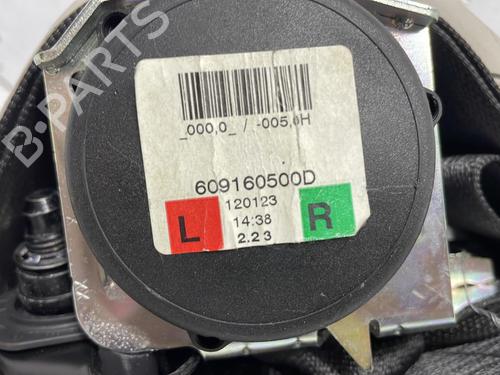 B-PARTS
_000,0_ / -005,0H
609160500D
120123
L 14:38 R
2.23